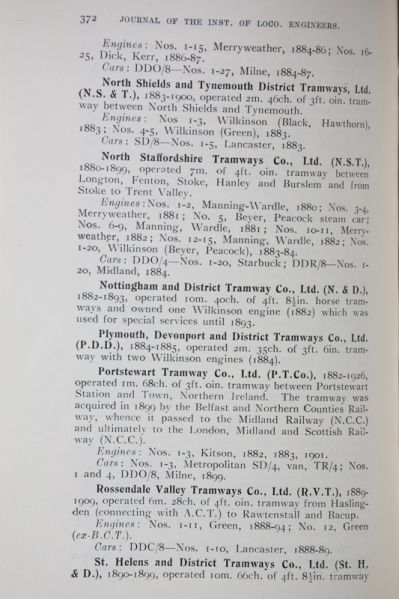 372 JOURNAL OF THE INST. OF LOCO. ENGINEERS.
Engines: Nos. 1-15, Merryweather, 1884-86; Nos. 16-
25, Dick, Kerr, 1886-87.
Cars: DDO/8—Nos. 1-27, Milne, 1884-87.
North Shields and Tynemouth District Tramways, Ltd.
(N.S. & T.), 1883-1900, operated 2m. 46ch. of 3ft. 0in. tram-
way between North Shields and Tynemouth.
Engines: Nos 1-3, Wilkinson (Black, Hawthorn),
1883; Nos. 4-5, Wilkinson (Green), 1883.
Cars: SD/8—Nos. 1-5, Lancaster, 1883.
North Staffordshire Tramways Co., Ltd. (N.S.T.),
1880-1899, operated 7m. of 4ft. 0in. tramway between
Longton, Fenton, Stoke, Hanley and Burslem and from
Stoke to Trent Valley.
Engines: Nos. 1-2, Manning-Wardle, 1880; Nos. 3-4,
Merryweather, 1881; No. 5, Beyer, Peacock steam car;
Nos. 6-9, Manning, Wardle, 1881; Nos. 10-11, Merry-
weather, 1882; Nos. 12-15, Manning, Wardle, 1882; Nos.
1-20, Wilkinson (Beyer, Peacock), 1883-84.
Cars: DDO/4—Nos. 1-20, Starbuck; DDR/8—Nos. 1-
20, Midland, 1884.
Nottingham and District Tramway Co., Ltd. (N. & D.),
1882-1893, operated 10m. 40ch. of 4ft. 8½in. horse tram-
ways and owned one Wilkinson engine (1882) which was
used for special services until 1893.
Plymouth, Devonport and District Tramways Co., Ltd.
(P.D.D.), 1884-1885, operated 2m. 35ch. of 3ft. 6in. tram-
way with two Wilkinson engines (1884).
Portstewart Tramway Co., Ltd. (P.T.Co.), 1882-1926,
operated 1m. 68ch. of 3ft. 0in. tramway between Portstewart
Station and Town, Northern Ireland. The tramway was
acquired in 1899 by the Belfast and Northern Counties Rail-
way, whence it passed to the Midland Railway (N.C.C.)
and ultimately to the London, Midland and Scottish Rail-
way (N.C.C.).
Engines: Nos. 1-3, Kitson, 1882, 1883, 1901.
Cars: Nos. 1-3, Metropolitan SD/4, van, TR/4; Nos.
1 and 4, DDO/8, Milne, 1899.
Rossendale Valley Tramways Co., Ltd. (R.V.T.), 1889-
1909, operated 6m. 28ch. of 4ft. 0in. tramway from Hasling-
den (connecting with A.C.T.) to Rawtenstall and Bacup.
Engines: Nos. 1-11, Green, 1888-94; No. 12, Green
(ex-B.C.T.).
Cars: DDC/8—Nos. 1-10, Lancaster, 1888-89.
St. Helens and District Tramways Co., Ltd. (St. H.
& D.), 1890-1899, operated 10m. 66ch. of 4ft. 8½in. tramway